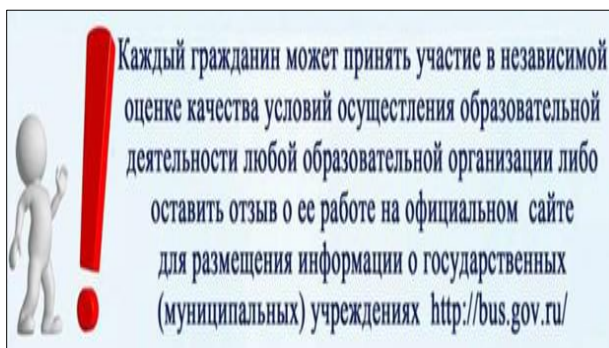 Каждый гражданин может принять участие в независимой
оценке качества условий осущестления образовательной
деятельности любой образовательной организации либо
оставить отзыв о ее работе на официальном сайте
для размещения информации о государственных
(муниципальных) учреждениях http://bus.gov.ru/